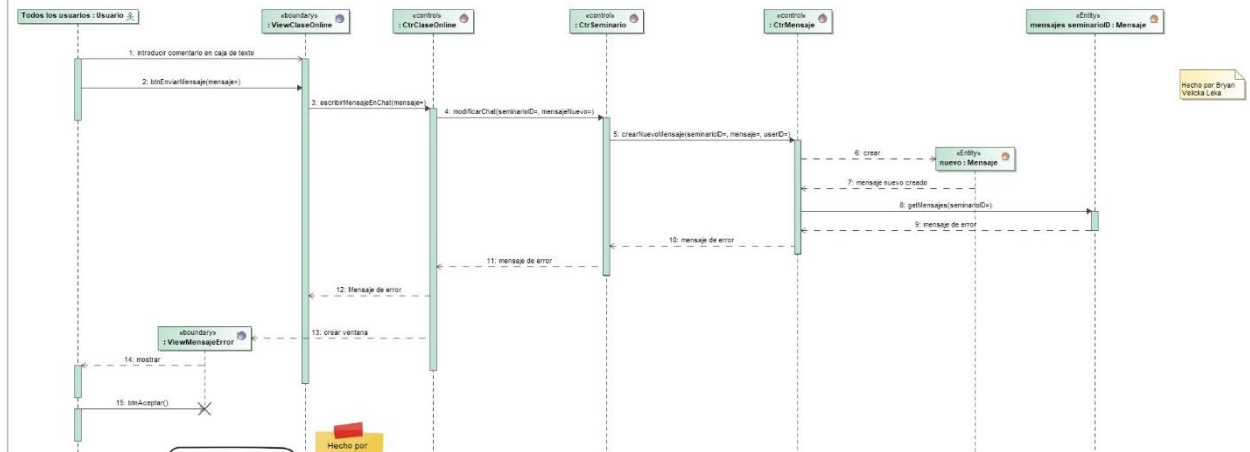 Todos los usuarios : Usuario
«boundary»
: ViewClaseOnline
«control»
: CtrClaseOnline
«control»
: CtrSeminario
«control»
: CtrMensaje
«Entity»
mensajes seminarioID : Mensaje
1: introducir comentario en caja de texto
2: btnEnviarMensaje(mensaje=)
3: escribirMensajeEnChat(mensaje=)
4: modificarChat(seminarioID=, mensajeNuevo=)
5: crearNuevoMensaje(seminarioID=, mensaje=, userID=)
Hecho por Bryan
Velicka Leka
6: crear
«Entity»
nuevo : Mensaje
7: mensaje nuevo creado
8: getMensajes(seminarioID=)
9: mensaje de error
10: mensaje de error
11: mensaje de error
12: Mensaje de error
13: crear ventana
«boundary»
: ViewMensajeError
14: mostrar
15: btnAceptar()
Hecho por